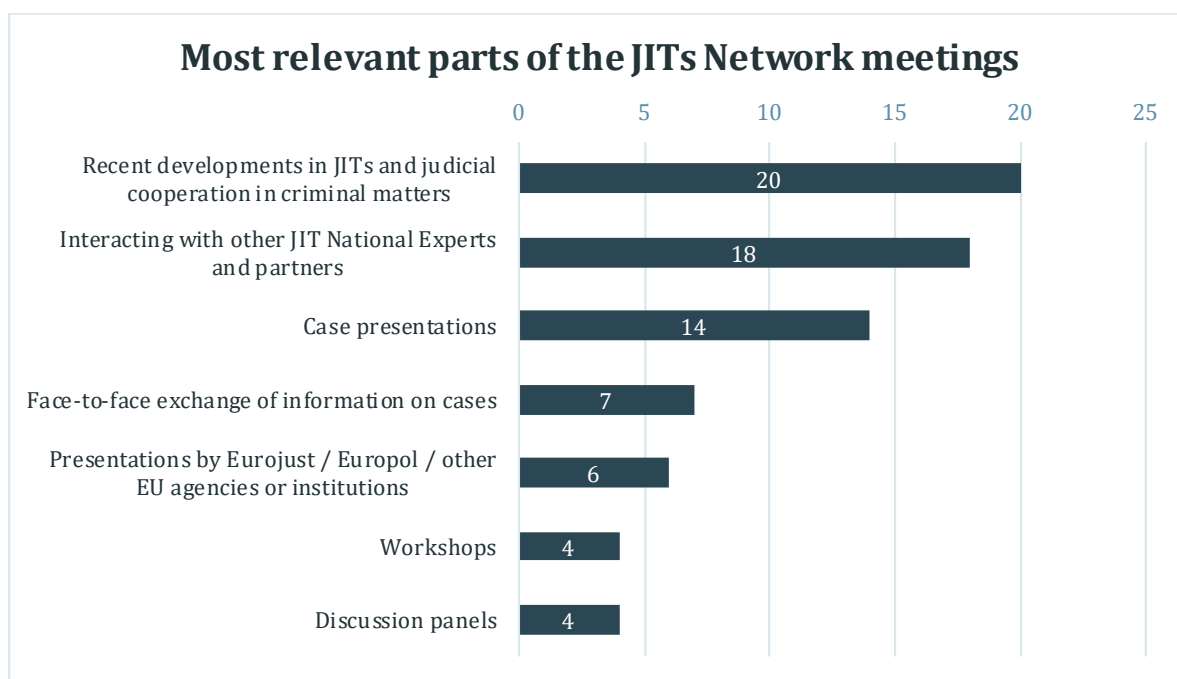 Most relevant parts of the JITs Network meetings
0 5 10 15 20 25
Recent developments in JITs and judicial
cooperation in criminal matters
20
Interacting with other JIT National Experts
and partners
18
Case presentations
14
Face-to-face exchange of information on cases
7
Presentations by Eurojust / Europol / other
EU agencies or institutions
6
Workshops
4
Discussion panels
4